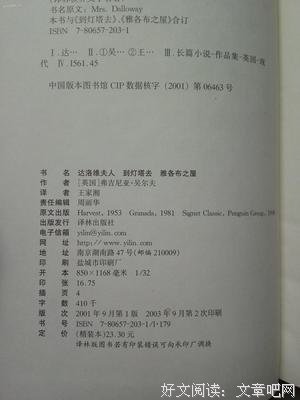 书名原文：Mrs. Dalloway
本书与《到灯塔去》、《雅各布之屋》合订
ISBN 7-80657-203-1
Ⅰ.达… Ⅱ.①吴… ②王… Ⅲ.长篇小说-作品集-英国-现
代 Ⅳ.I561.45
中国版本图书馆 CIP 数据核字（2001）第 06463 号
书 名 达洛维夫人 到灯塔去 雅各布之屋
作 者 [英国]弗吉尼亚·吴尔夫
译 者 王家湘
责任编辑 周丽华
原文出版 Harvest, 1953 Granada, 1981 Signet Classic, Penguin Group,
出版发行 译林出版社
电子信箱 yilin@yilin.com
网 址 http://www.yilin.com
地 址 南京湖南路 47 号(邮编 210009)
印 刷 盐城市印刷厂
开 本 850×1168 毫米 1/32
印 张 16.75
插 页 4
字 数 410 千
版 次 2001 年 9 月第 1 版 2003 年 9 月第 2 次印刷
书 号 ISBN 7-80657-203-1/I·179
定 价 (精装本)23.30 元
译林版图书若有印装错误可向承印厂调换
好文阅读：文章吧网